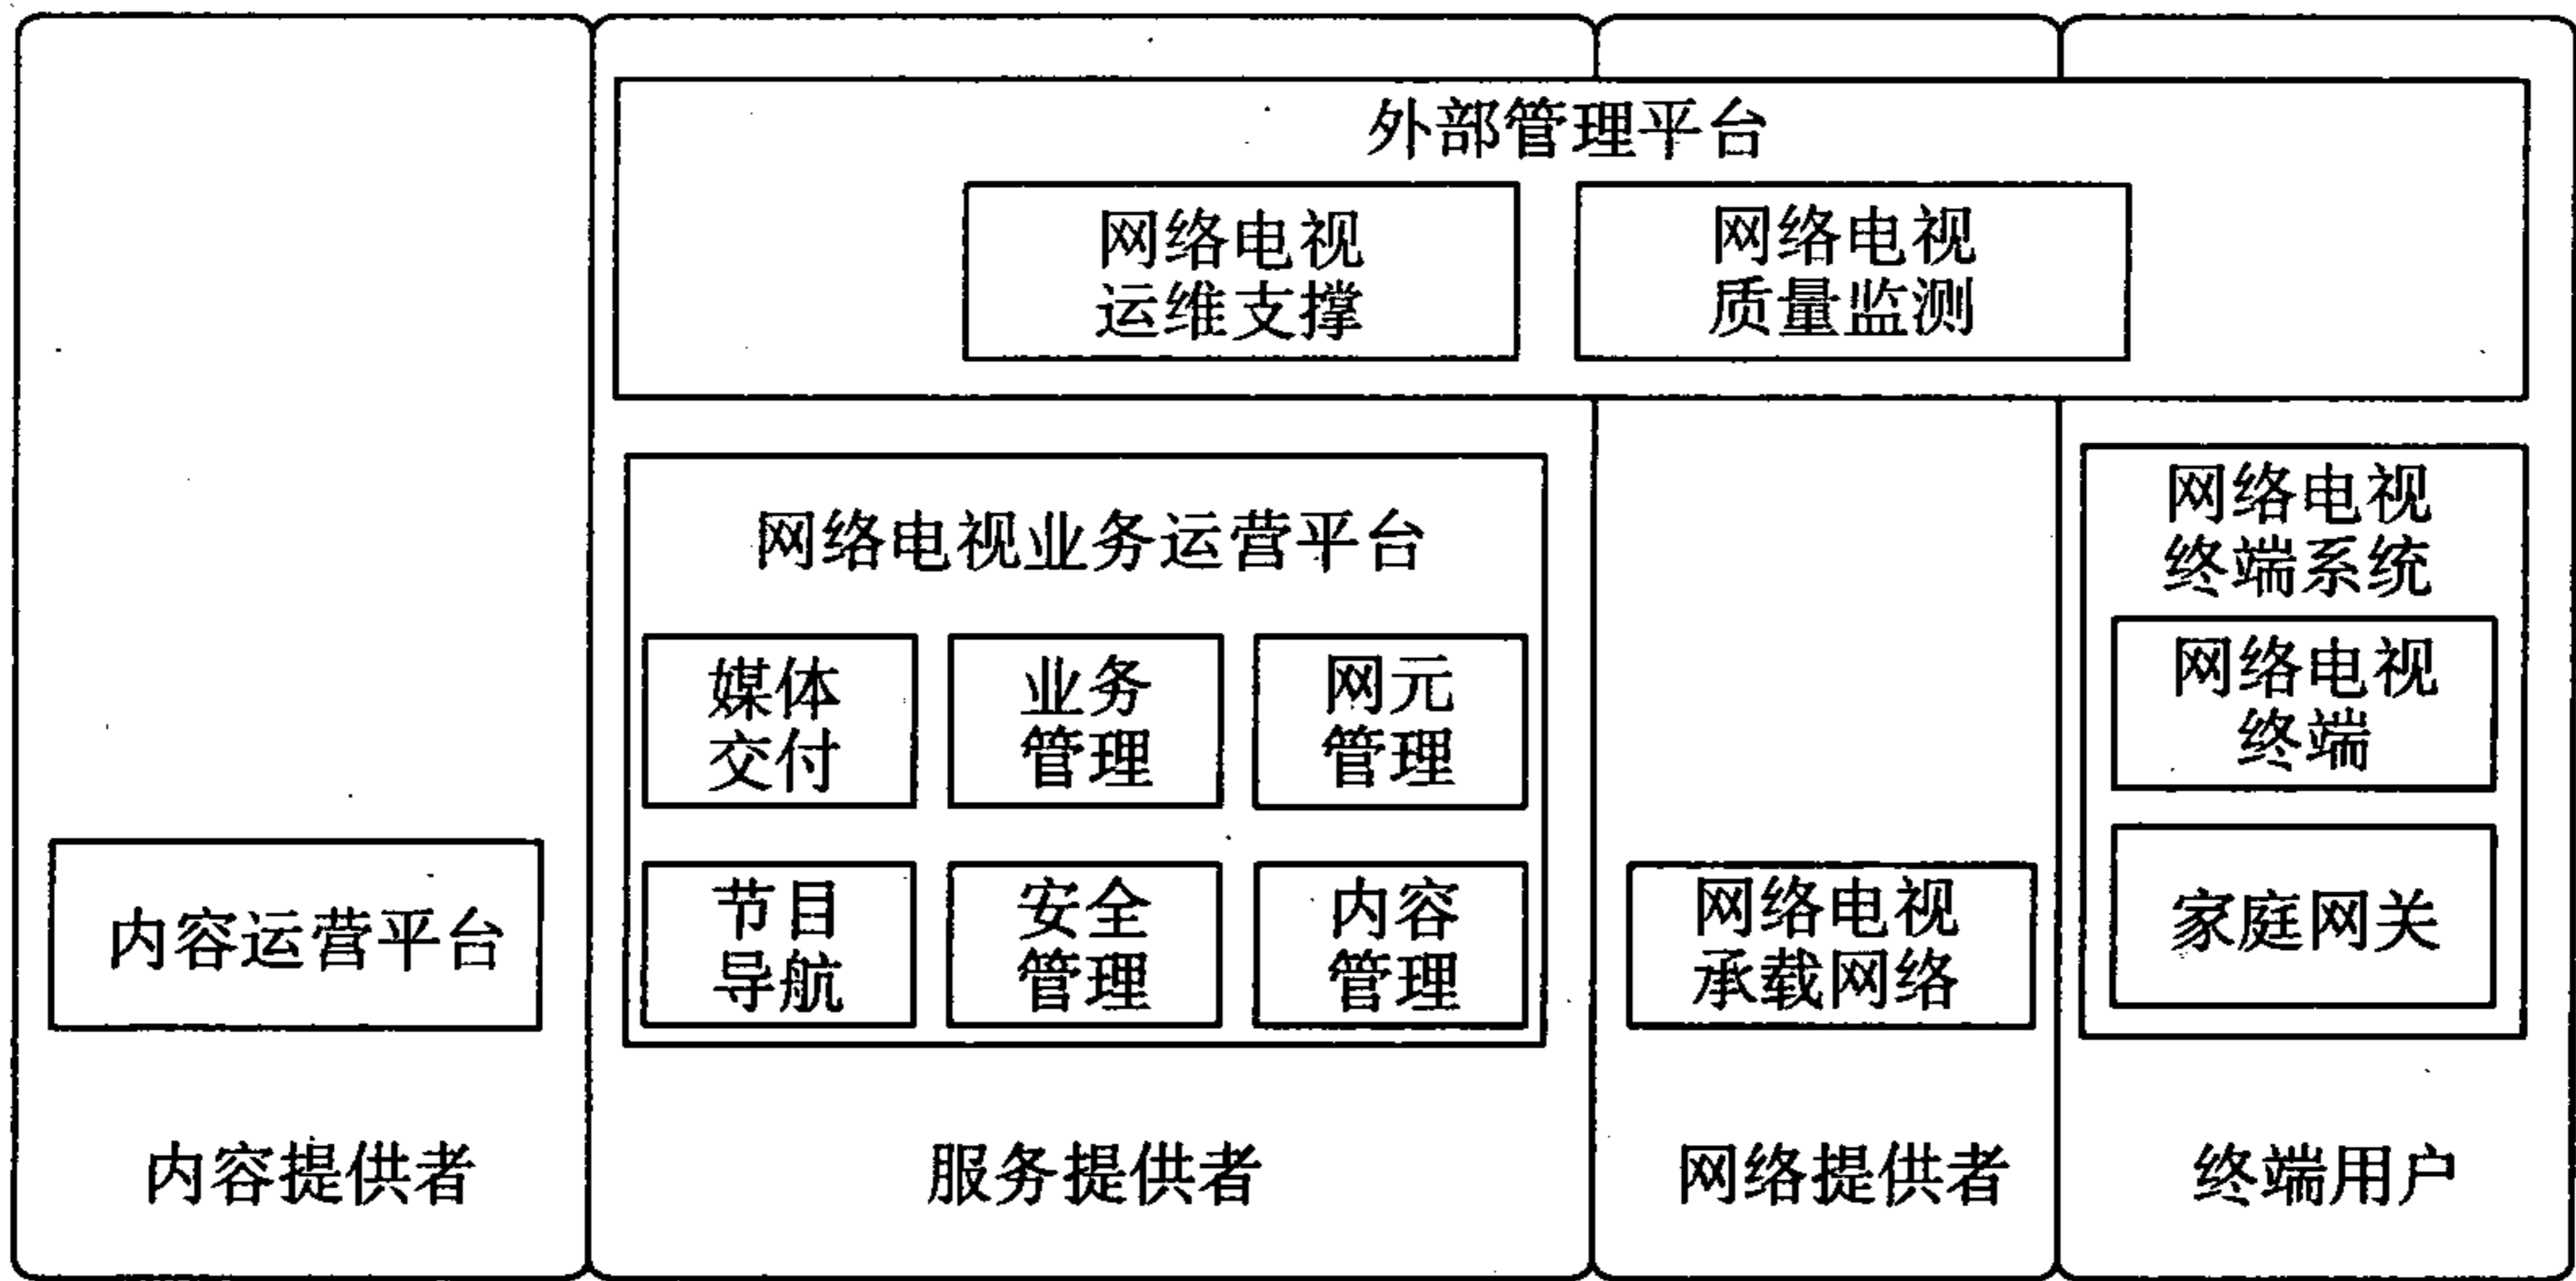 外部管理平台
网络电视
运维支撑
网络电视
质量监测
网络电视业务运营平台
媒体
交付
业务
管理
网元
管理
节目
导航
安全
管理
内容
管理
网络电视
终端系统
网络电视
终端
家庭网关
内容运营平台
网络电视
承载网络
内容提供者
服务提供者
网络提供者
终端用户